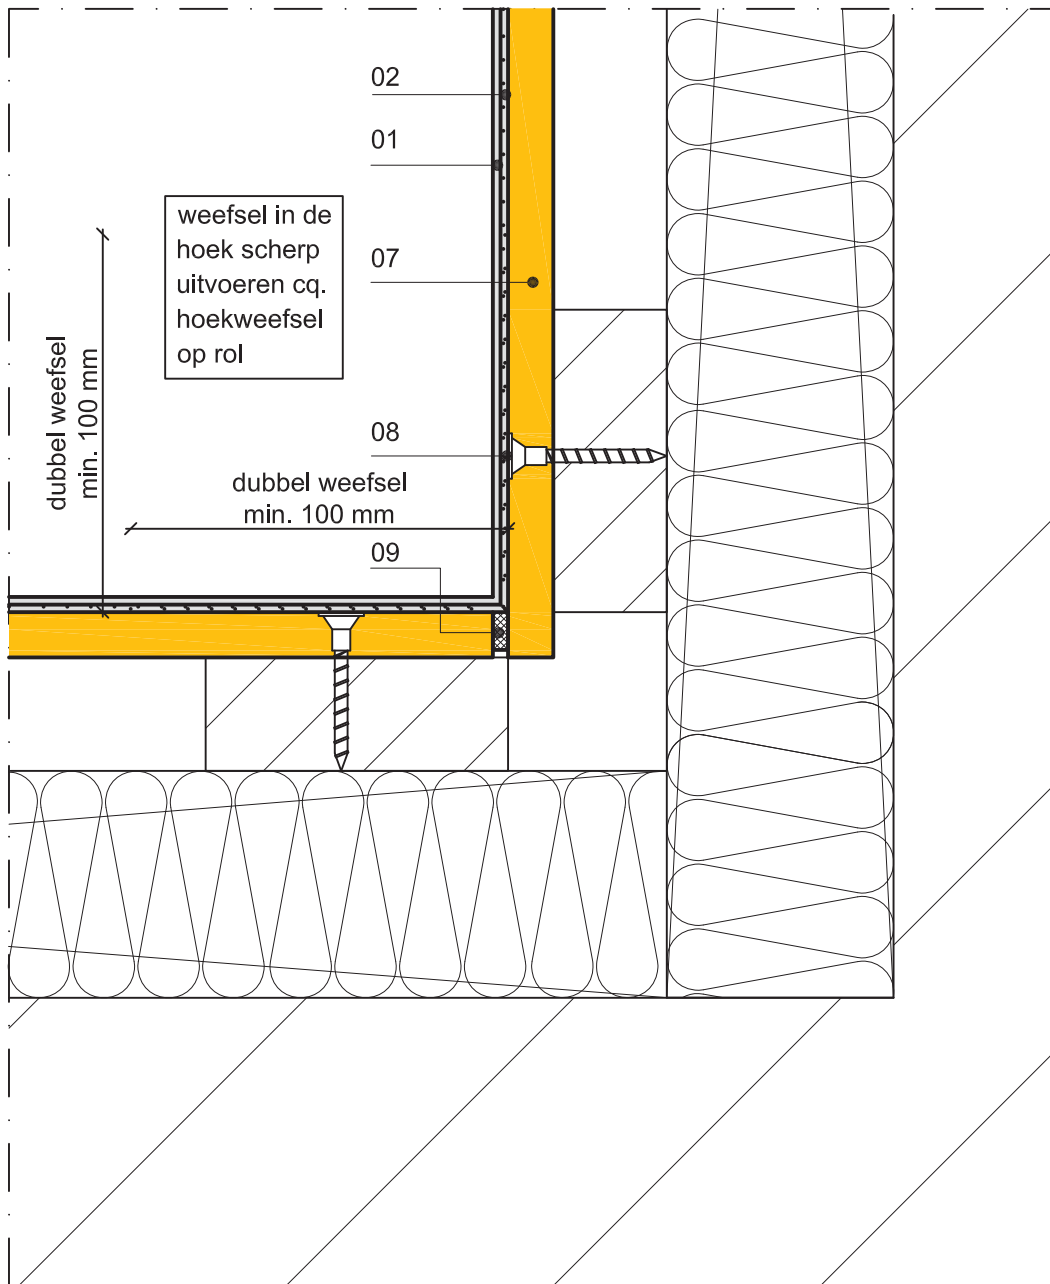 02
01
weefsel in de
hoek scherp
uitvoeren cq.
hoekweefsel
op rol
07
dubbel weefsel
min. 100 mm
08
dubbel weefsel
min. 100 mm
09